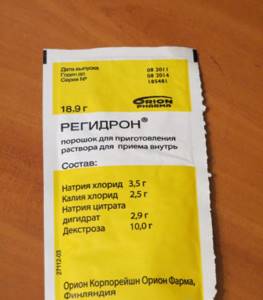 Дата выпуска 08 2011
Годен до 08 2014
Серия № 185481
18.9 г
ORION
PHARMA
РЕГИДРОН®
порошок для приготовления
раствора для приема внутрь
Состав:
Натрия хлорид 3,5 г
Калия хлорид 2,5 г
Натрия цитрата
дигидрат 2,9 г
Декстроза 10,0 г
27112-03
Орион Корпорейшн Орион Фарма,
Финляндия